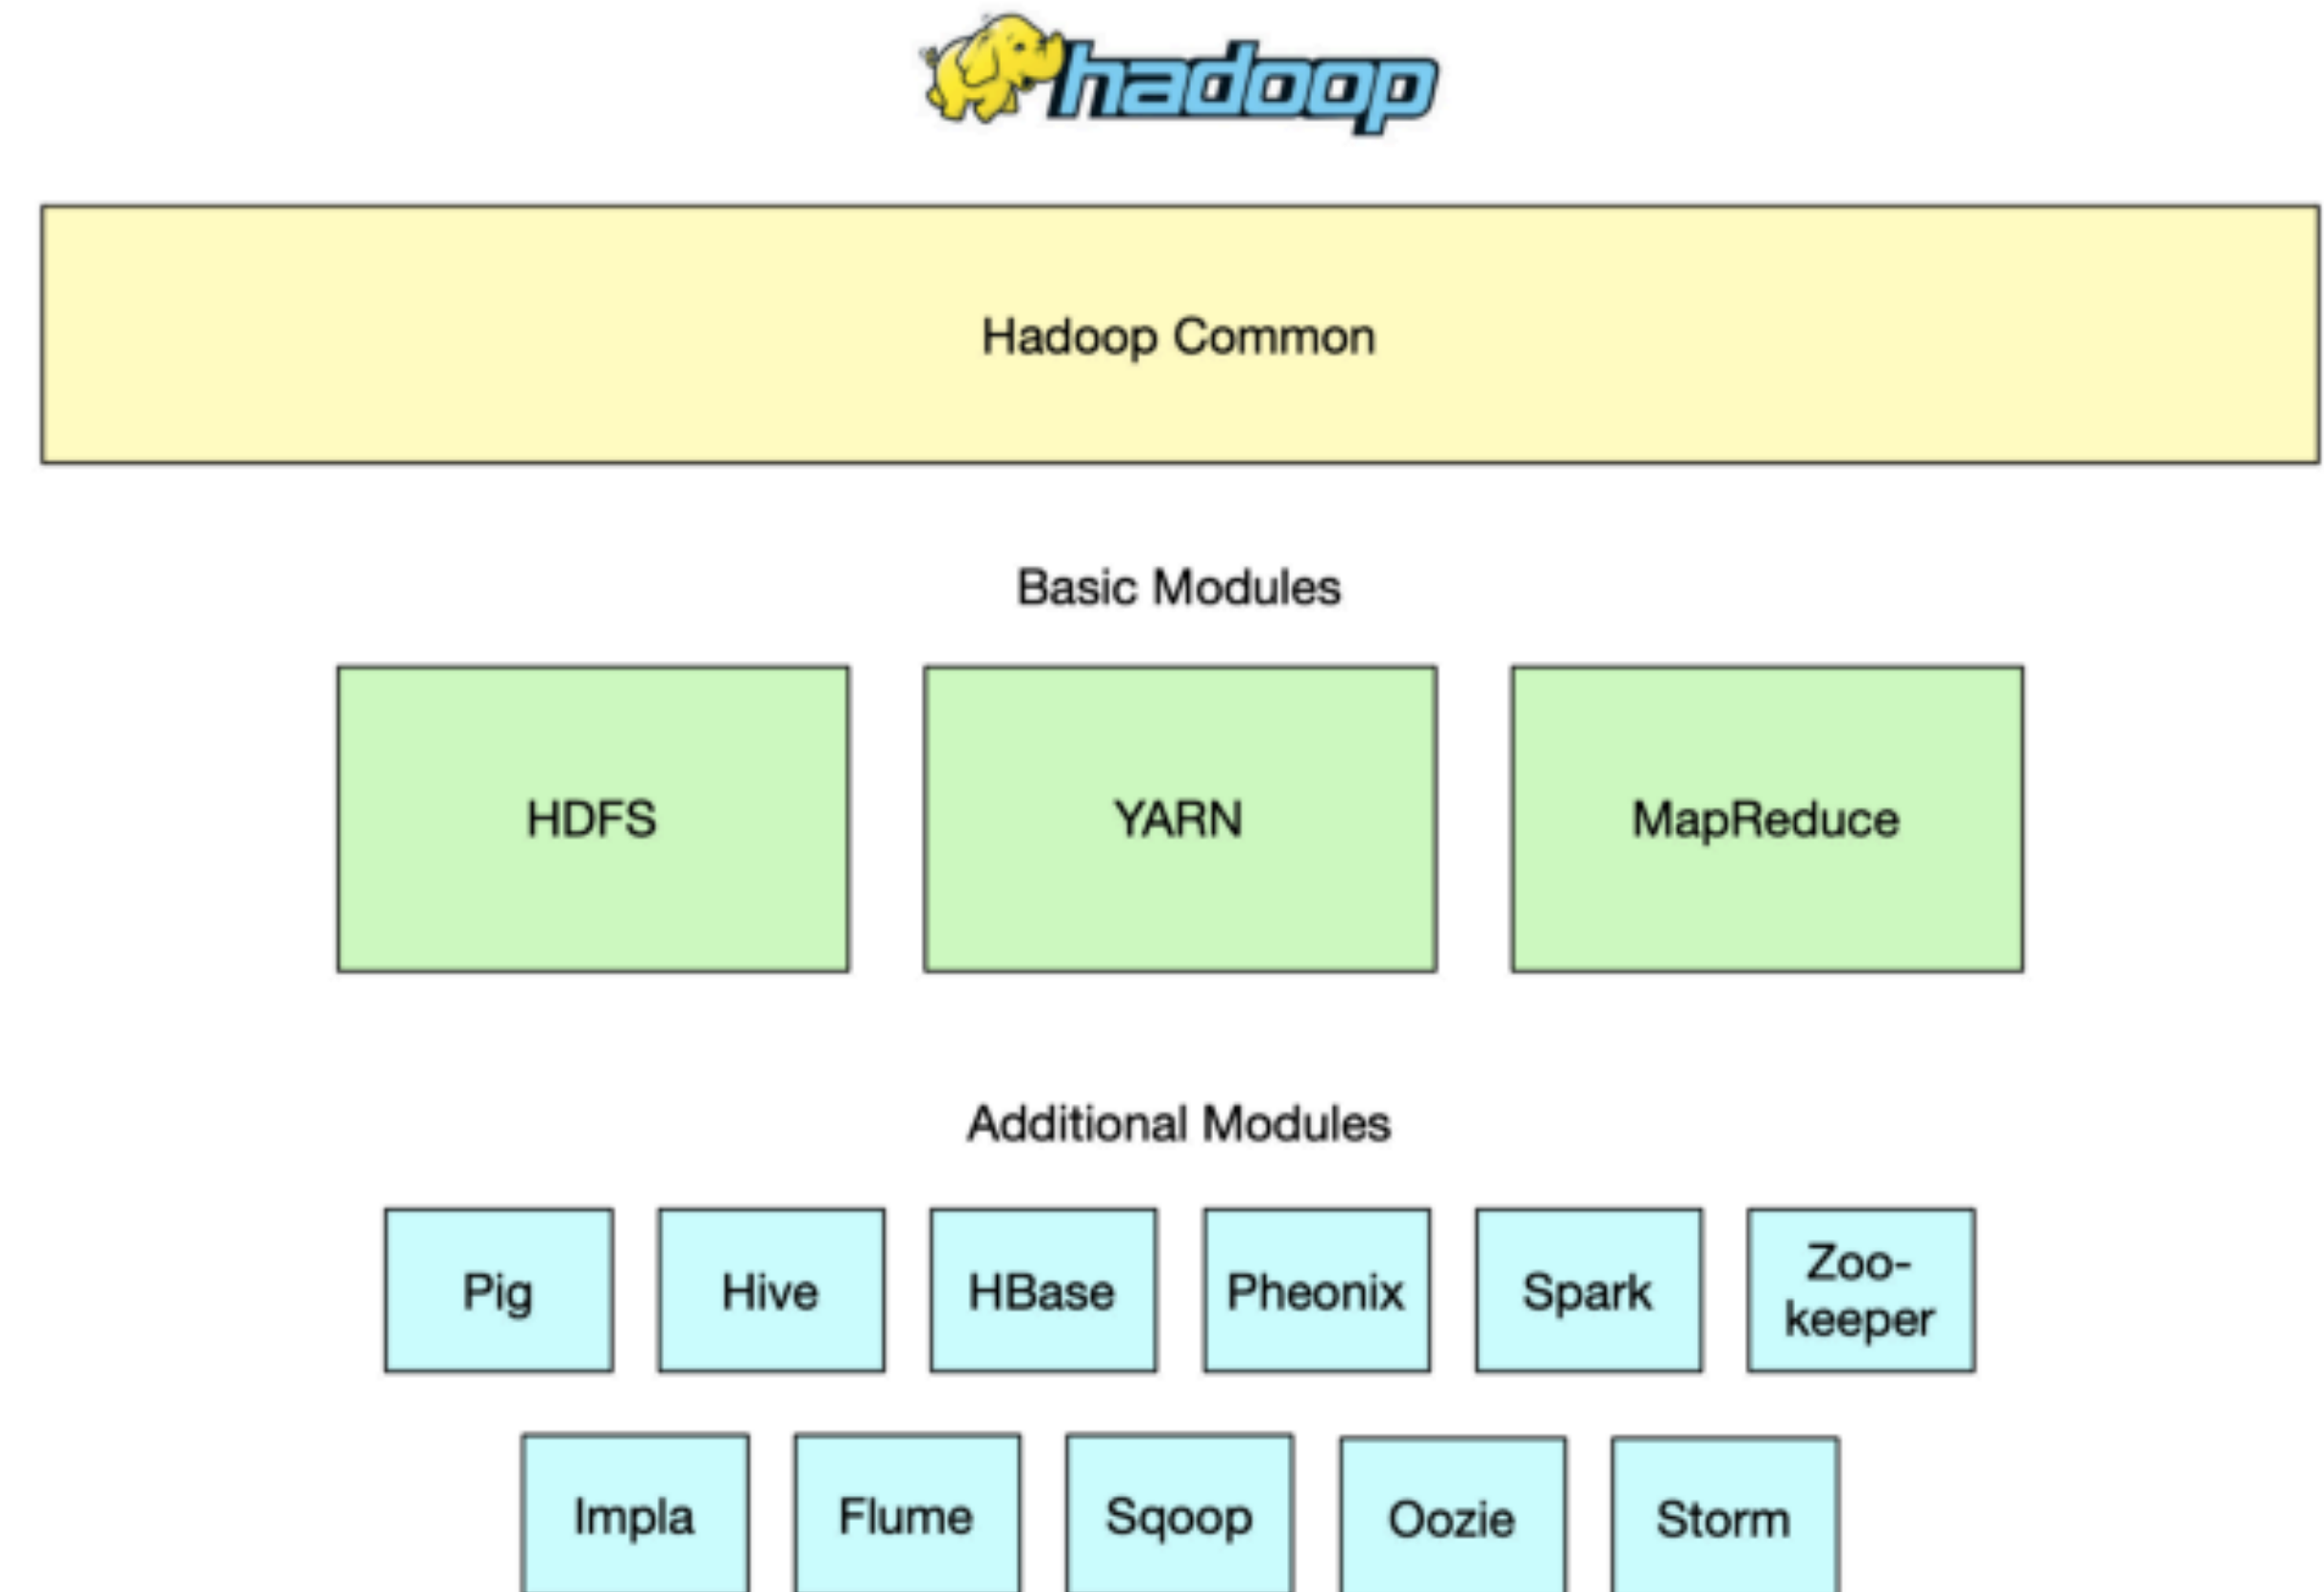 hadoop
Hadoop Common
Basic Modules
HDFS
YARN
MapReduce
Additional Modules
Pig
Hive
HBase
Pheonix
Spark
Zoo-
keeper
Impla
Flume
Sqoop
Oozie
Storm